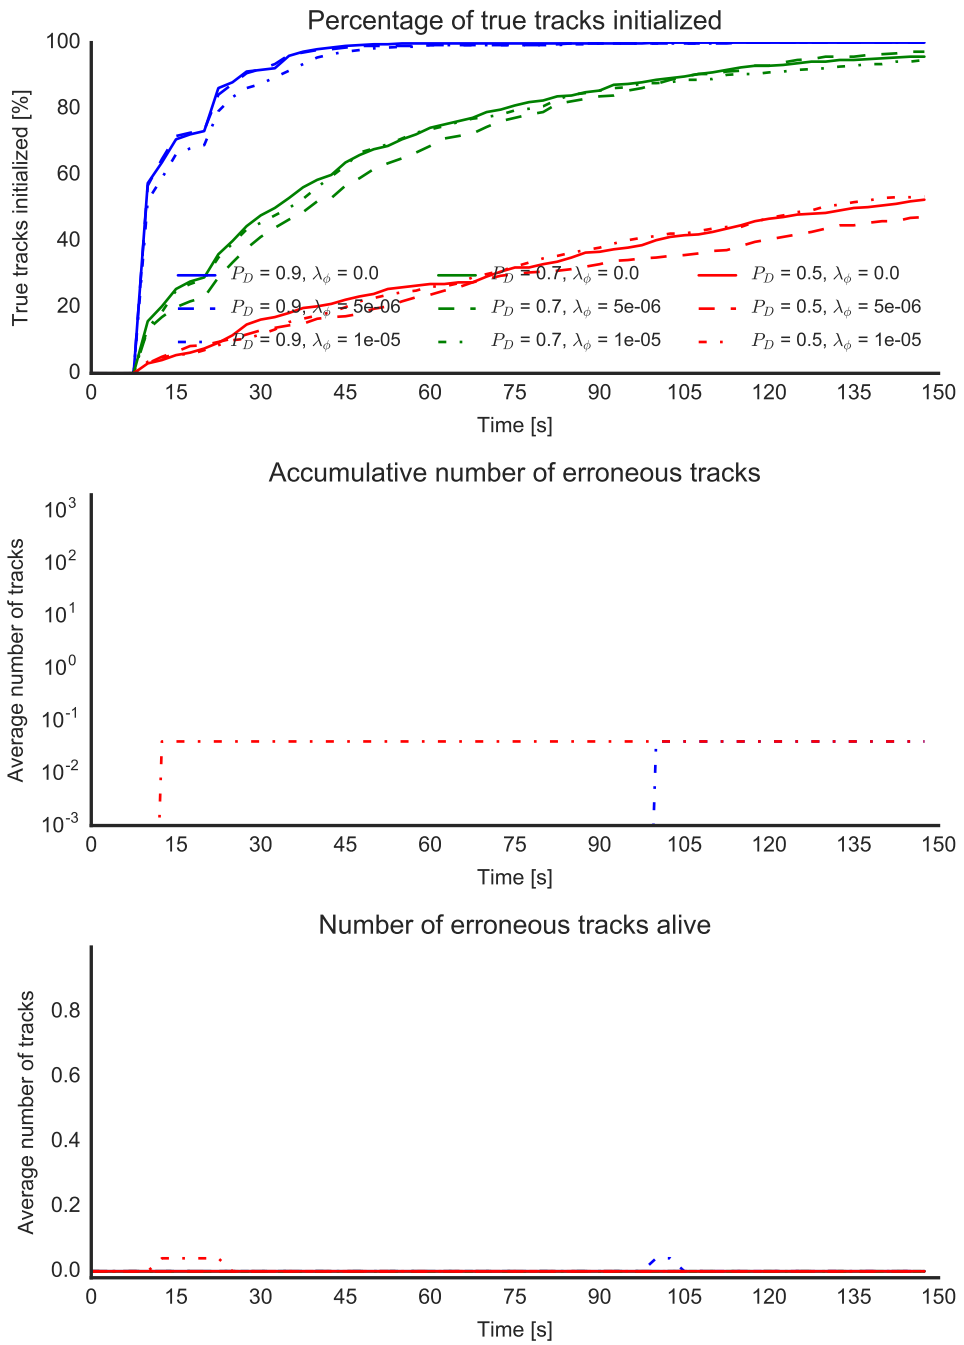 Percentage of true tracks initialized
True tracks initialized [%]
100
80
60
40
20
0
P_D = 0.9, λ_ϕ = 0.0
P_D = 0.7, λ_ϕ = 0.0
P_D = 0.5, λ_ϕ = 0.0
P_D = 0.9, λ_ϕ = 5e-06
P_D = 0.7, λ_ϕ = 5e-06
P_D = 0.5, λ_ϕ = 5e-06
P_D = 0.9, λ_ϕ = 1e-05
P_D = 0.7, λ_ϕ = 1e-05
P_D = 0.5, λ_ϕ = 1e-05
0 15 30 45 60 75 90 105 120 135 150
Time [s]
Accumulative number of erroneous tracks
Average number of tracks
10^3
10^2
10^1
10^0
10^-1
10^-2
10^-3
0 15 30 45 60 75 90 105 120 135 150
Time [s]
Number of erroneous tracks alive
Average number of tracks
0.8
0.6
0.4
0.2
0.0
0 15 30 45 60 75 90 105 120 135 150
Time [s]